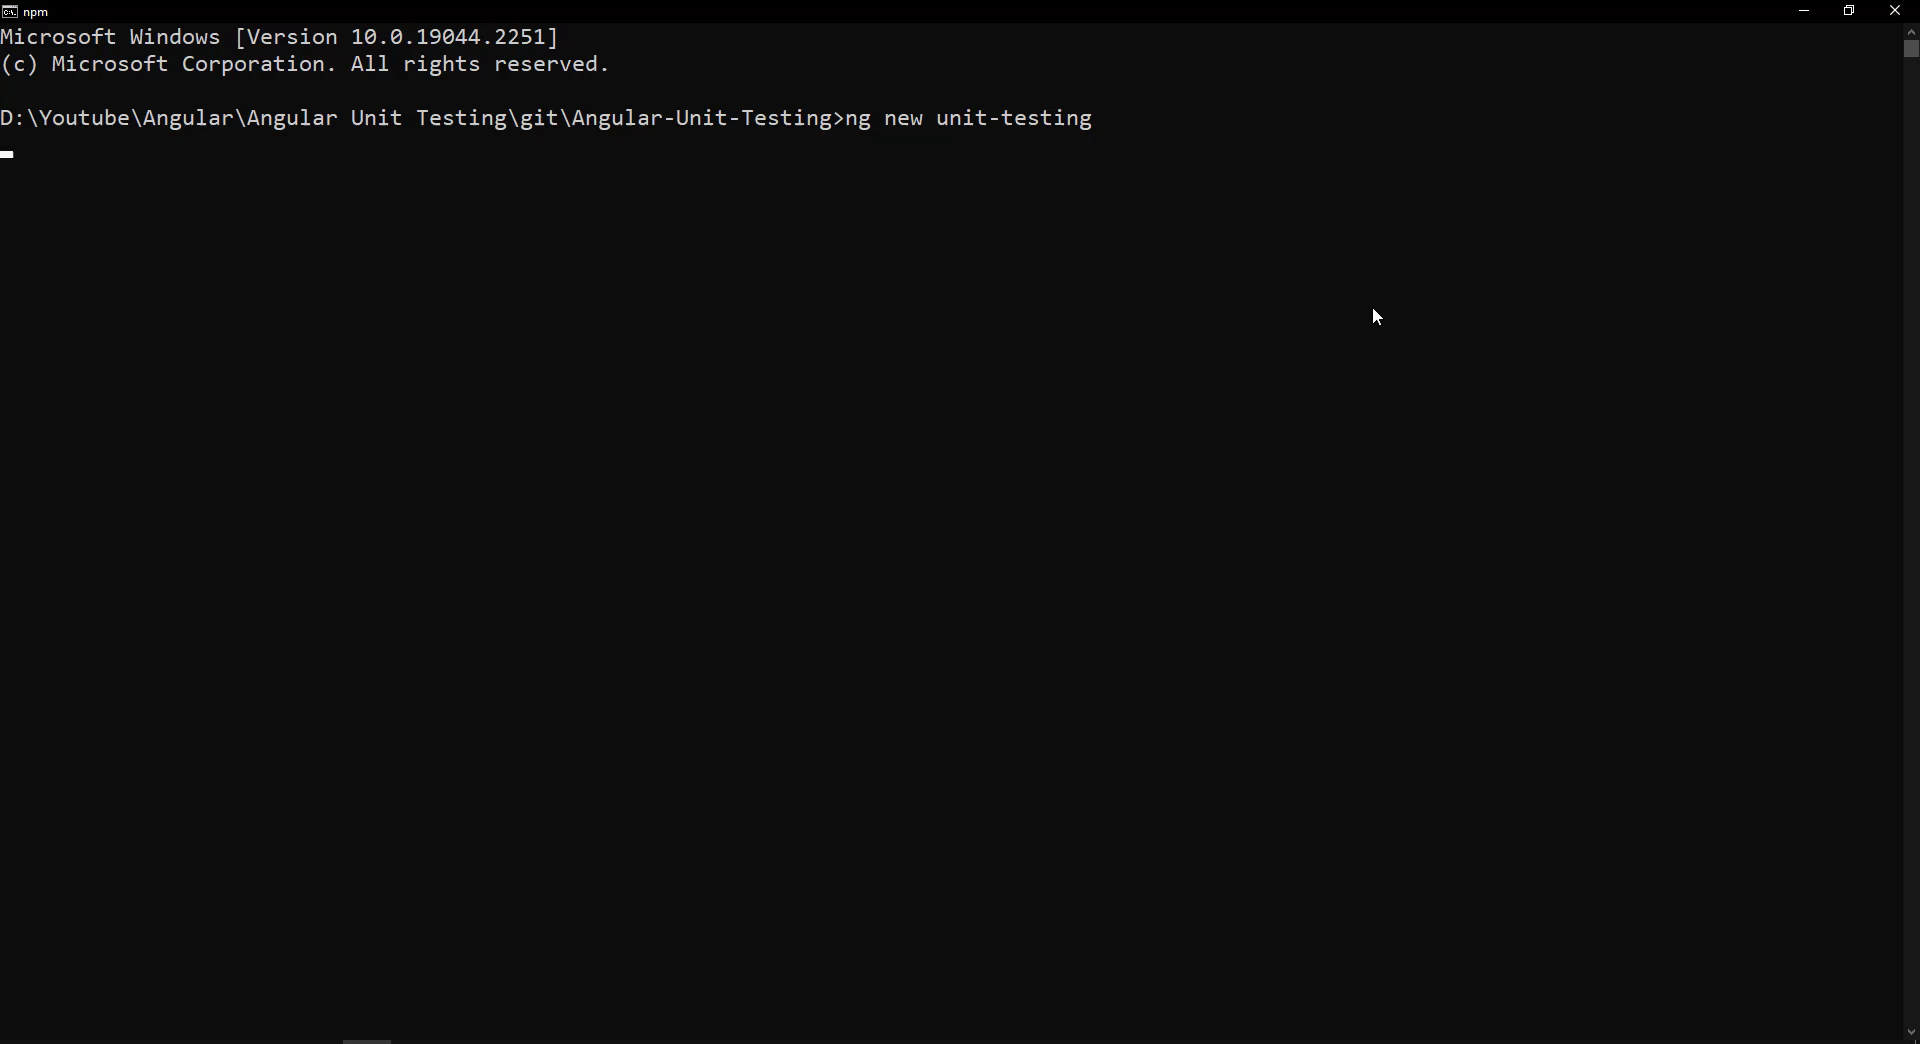 npm
Microsoft Windows [Version 10.0.19044.2251]
(c) Microsoft Corporation. All rights reserved.
D:\Youtube\Angular\Angular Unit Testing\git\Angular-Unit-Testing>ng new unit-testing